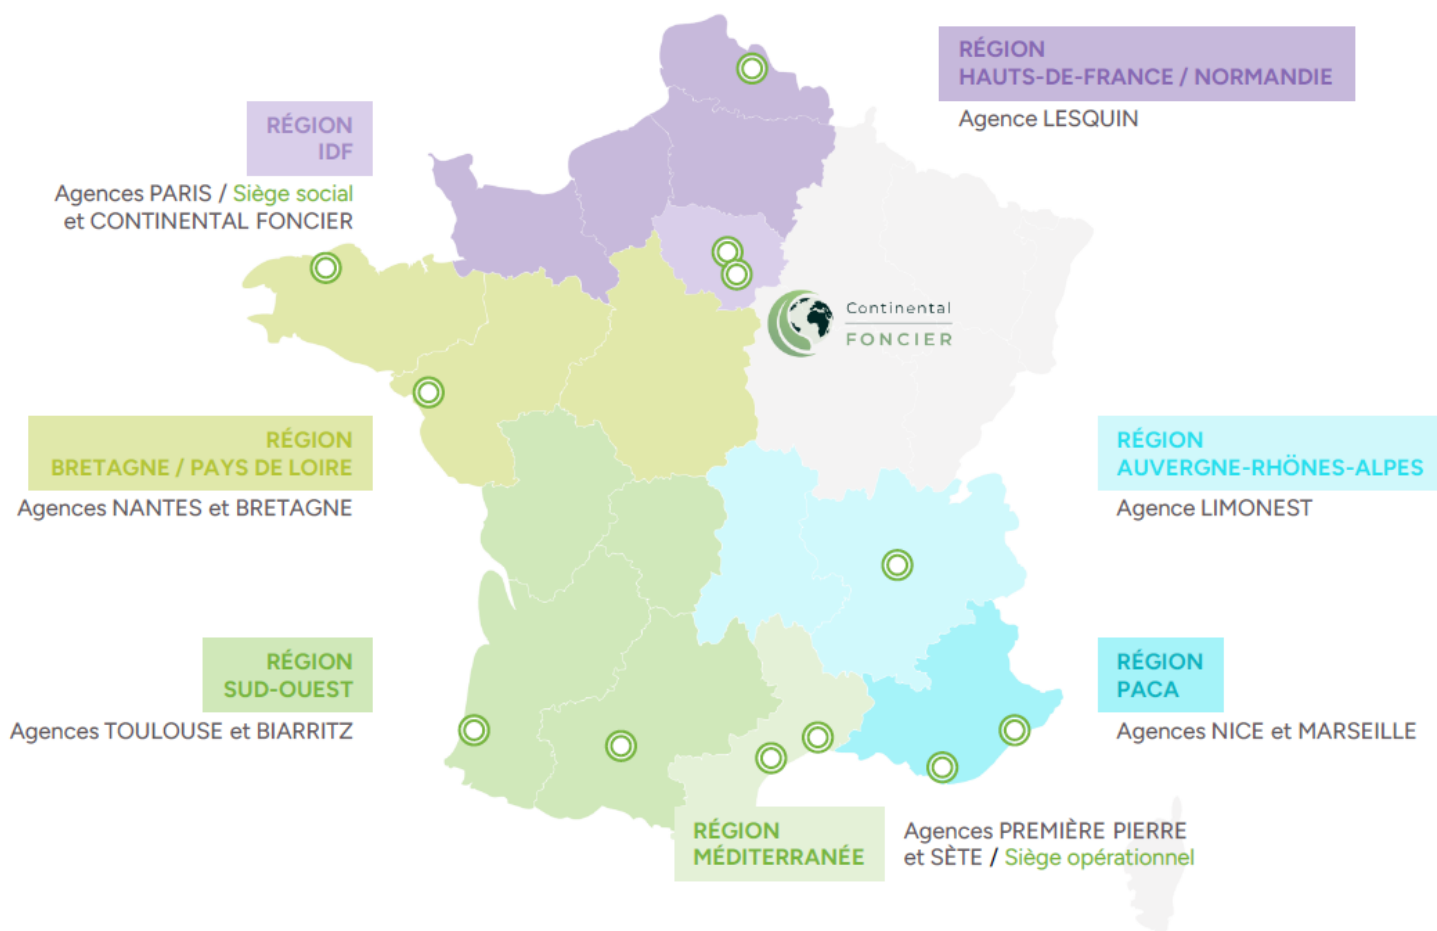 RÉGION
HAUTS-DE-FRANCE / NORMANDIE
Agence LESQUIN
RÉGION
IDF
Agences PARIS / Siège social
et CONTINENTAL FONCIER
Continental
FONCIER
RÉGION
BRETAGNE / PAYS DE LOIRE
Agences NANTES et BRETAGNE
RÉGION
AUVERGNE-RHÖNES-ALPES
Agence LIMONEST
RÉGION
SUD-OUEST
Agences TOULOUSE et BIARRITZ
RÉGION
PACA
Agences NICE et MARSEILLE
RÉGION
MÉDITERRANÉE
Agences PREMIÈRE PIERRE
et SÈTE / Siège opérationnel